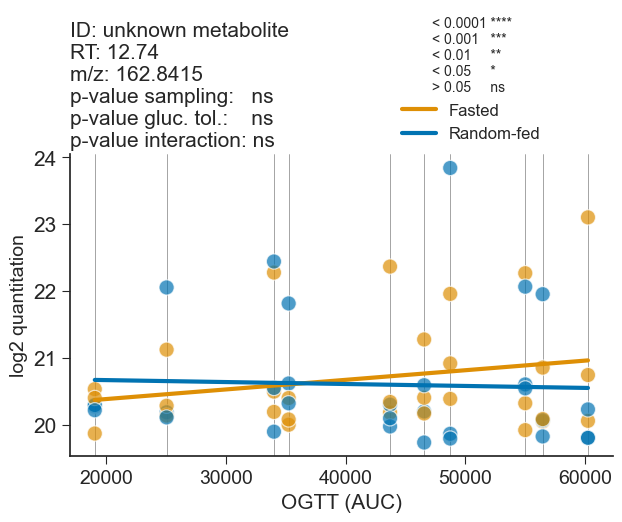 ID: unknown metabolite
RT: 12.74
m/z: 162.8415
p-value sampling: ns
p-value gluc. tol.: ns
p-value interaction: ns
< 0.0001 ****
< 0.001 ***
< 0.01 **
< 0.05 *
> 0.05 ns
Fasted
Random-fed
24
23
22
21
20
log2 quantitation
20000 30000 40000 50000 60000
OGTT (AUC)